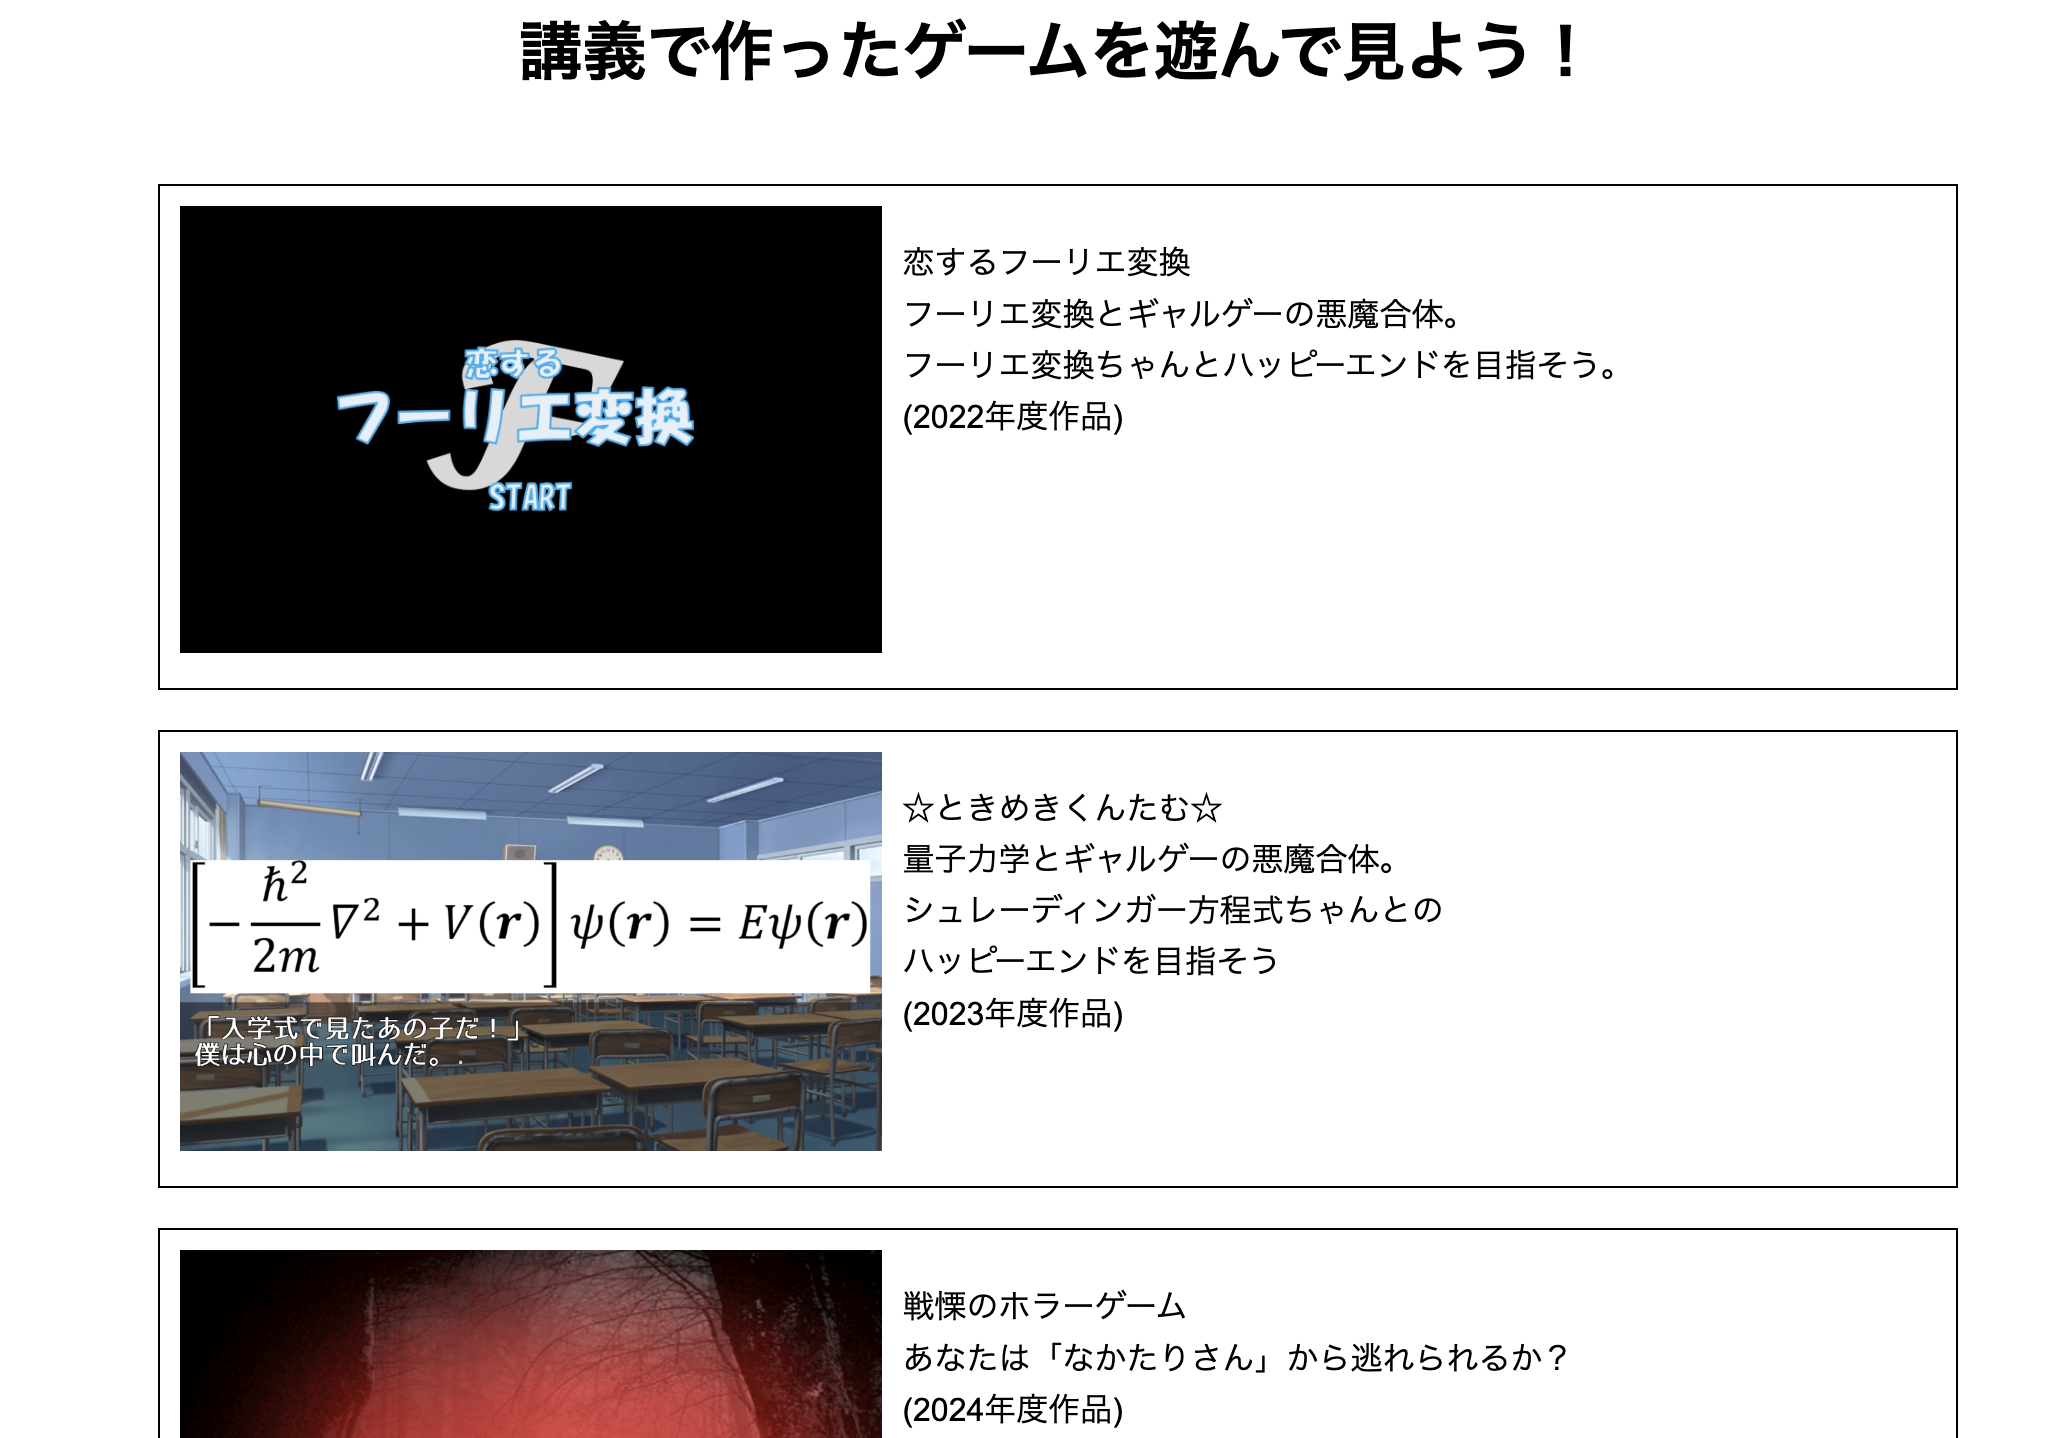 講義で作ったゲームを遊んで見よう！
恋する
フーリエ変換
START
恋するフーリエ変換
フーリエ変換とギャルゲーの悪魔合体。
フーリエ変換ちゃんとハッピーエンドを目指そう。
(2022年度作品)
[-ℏ²/2m ∇² + V(r)] ψ(r) = Eψ(r)
「入学式で見たあの子だ！」
僕は心の中で叫んだ。.
☆ときめきくんたむ☆
量子力学とギャルゲーの悪魔合体。
シュレーディンガー方程式ちゃんとの
ハッピーエンドを目指そう
(2023年度作品)
戦慄のホラーゲーム
あなたは「なかたりさん」から逃れられるか？
(2024年度作品)